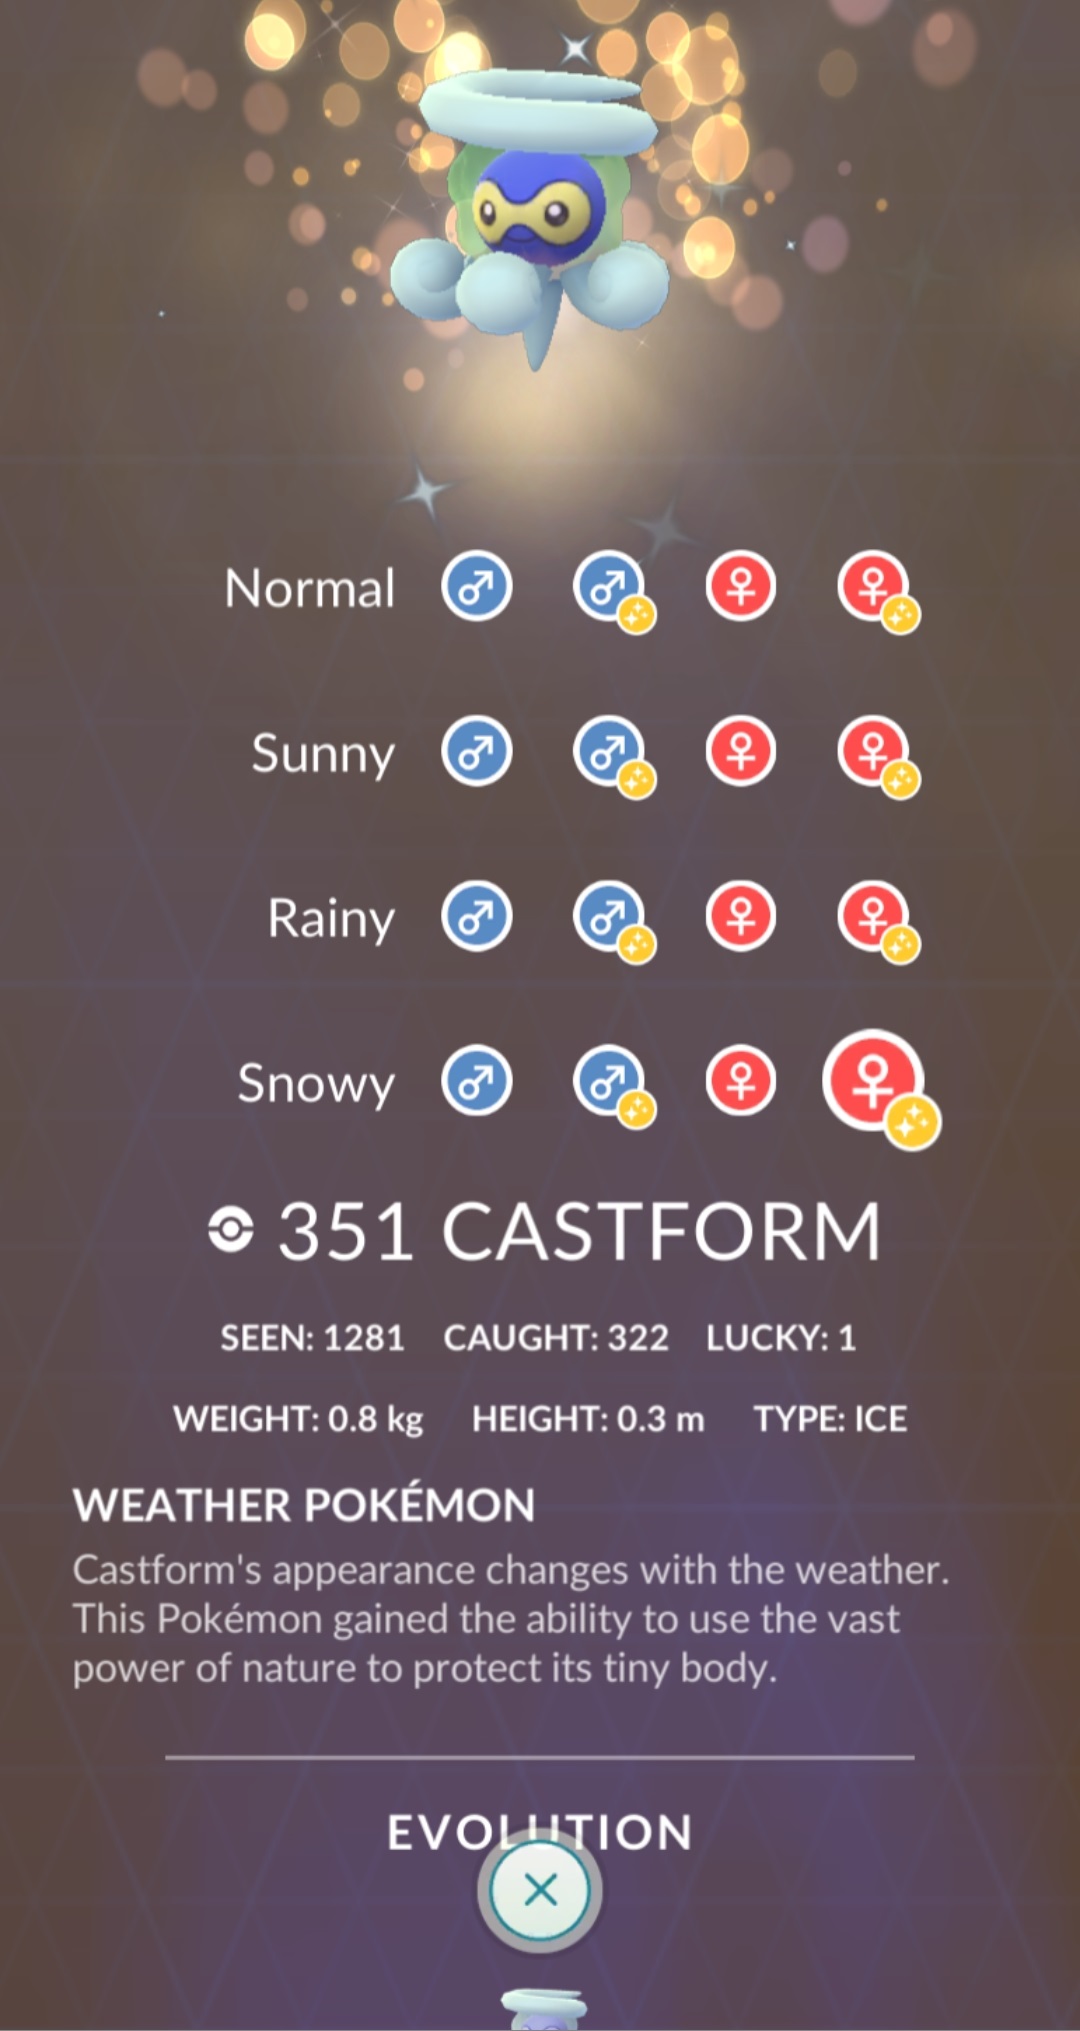 Normal
Sunny
Rainy
Snowy
351 CASTFORM
SEEN: 1281 CAUGHT: 322 LUCKY: 1
WEIGHT: 0.8 kg HEIGHT: 0.3 m TYPE: ICE
WEATHER POKÉMON
Castform's appearance changes with the weather.
This Pokémon gained the ability to use the vast
power of nature to protect its tiny body.
EVOLUTION